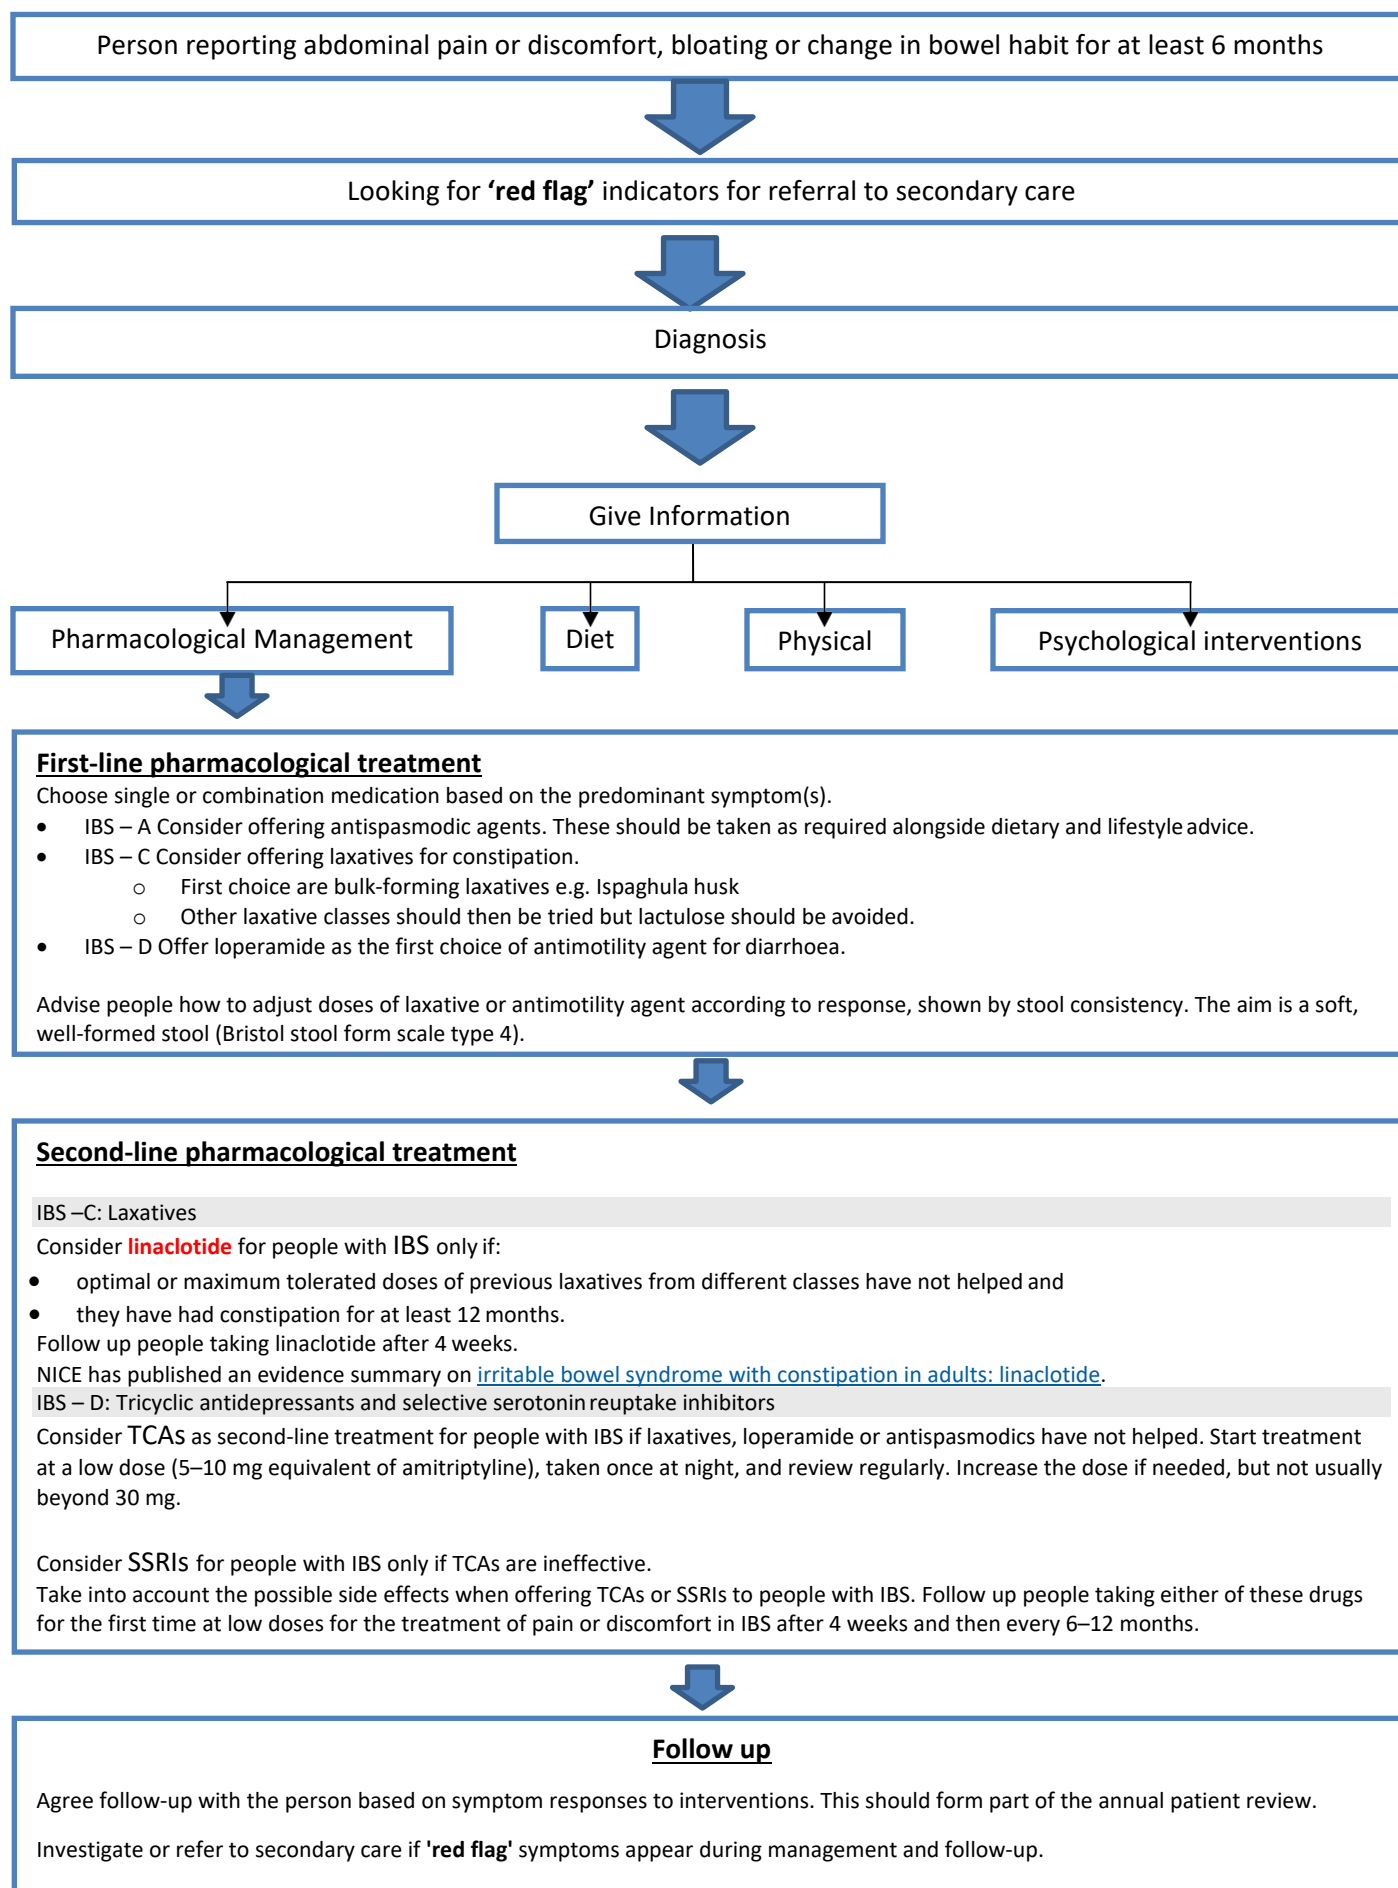 Person reporting abdominal pain or discomfort, bloating or change in bowel habit for at least 6 months
Looking for ‘red flag’ indicators for referral to secondary care
Diagnosis
Give Information
Pharmacological Management
Diet
Physical
Psychological interventions
First-line pharmacological treatment
Choose single or combination medication based on the predominant symptom(s).
• IBS – A Consider offering antispasmodic agents. These should be taken as required alongside dietary and lifestyle advice.
• IBS – C Consider offering laxatives for constipation.
o First choice are bulk-forming laxatives e.g. Ispaghula husk
o Other laxative classes should then be tried but lactulose should be avoided.
• IBS – D Offer loperamide as the first choice of antimotility agent for diarrhoea.
Advise people how to adjust doses of laxative or antimotility agent according to response, shown by stool consistency. The aim is a soft,
well-formed stool (Bristol stool form scale type 4).
Second-line pharmacological treatment
IBS –C: Laxatives
Consider linaclotide for people with IBS only if:
• optimal or maximum tolerated doses of previous laxatives from different classes have not helped and
• they have had constipation for at least 12 months.
Follow up people taking linaclotide after 4 weeks.
NICE has published an evidence summary on irritable bowel syndrome with constipation in adults: linaclotide.
IBS – D: Tricyclic antidepressants and selective serotonin reuptake inhibitors
Consider TCAs as second-line treatment for people with IBS if laxatives, loperamide or antispasmodics have not helped. Start treatment
at a low dose (5–10 mg equivalent of amitriptyline), taken once at night, and review regularly. Increase the dose if needed, but not usually
beyond 30 mg.
Consider SSRIs for people with IBS only if TCAs are ineffective.
Take into account the possible side effects when offering TCAs or SSRIs to people with IBS. Follow up people taking either of these drugs
for the first time at low doses for the treatment of pain or discomfort in IBS after 4 weeks and then every 6–12 months.
Follow up
Agree follow-up with the person based on symptom responses to interventions. This should form part of the annual patient review.
Investigate or refer to secondary care if 'red flag' symptoms appear during management and follow-up.